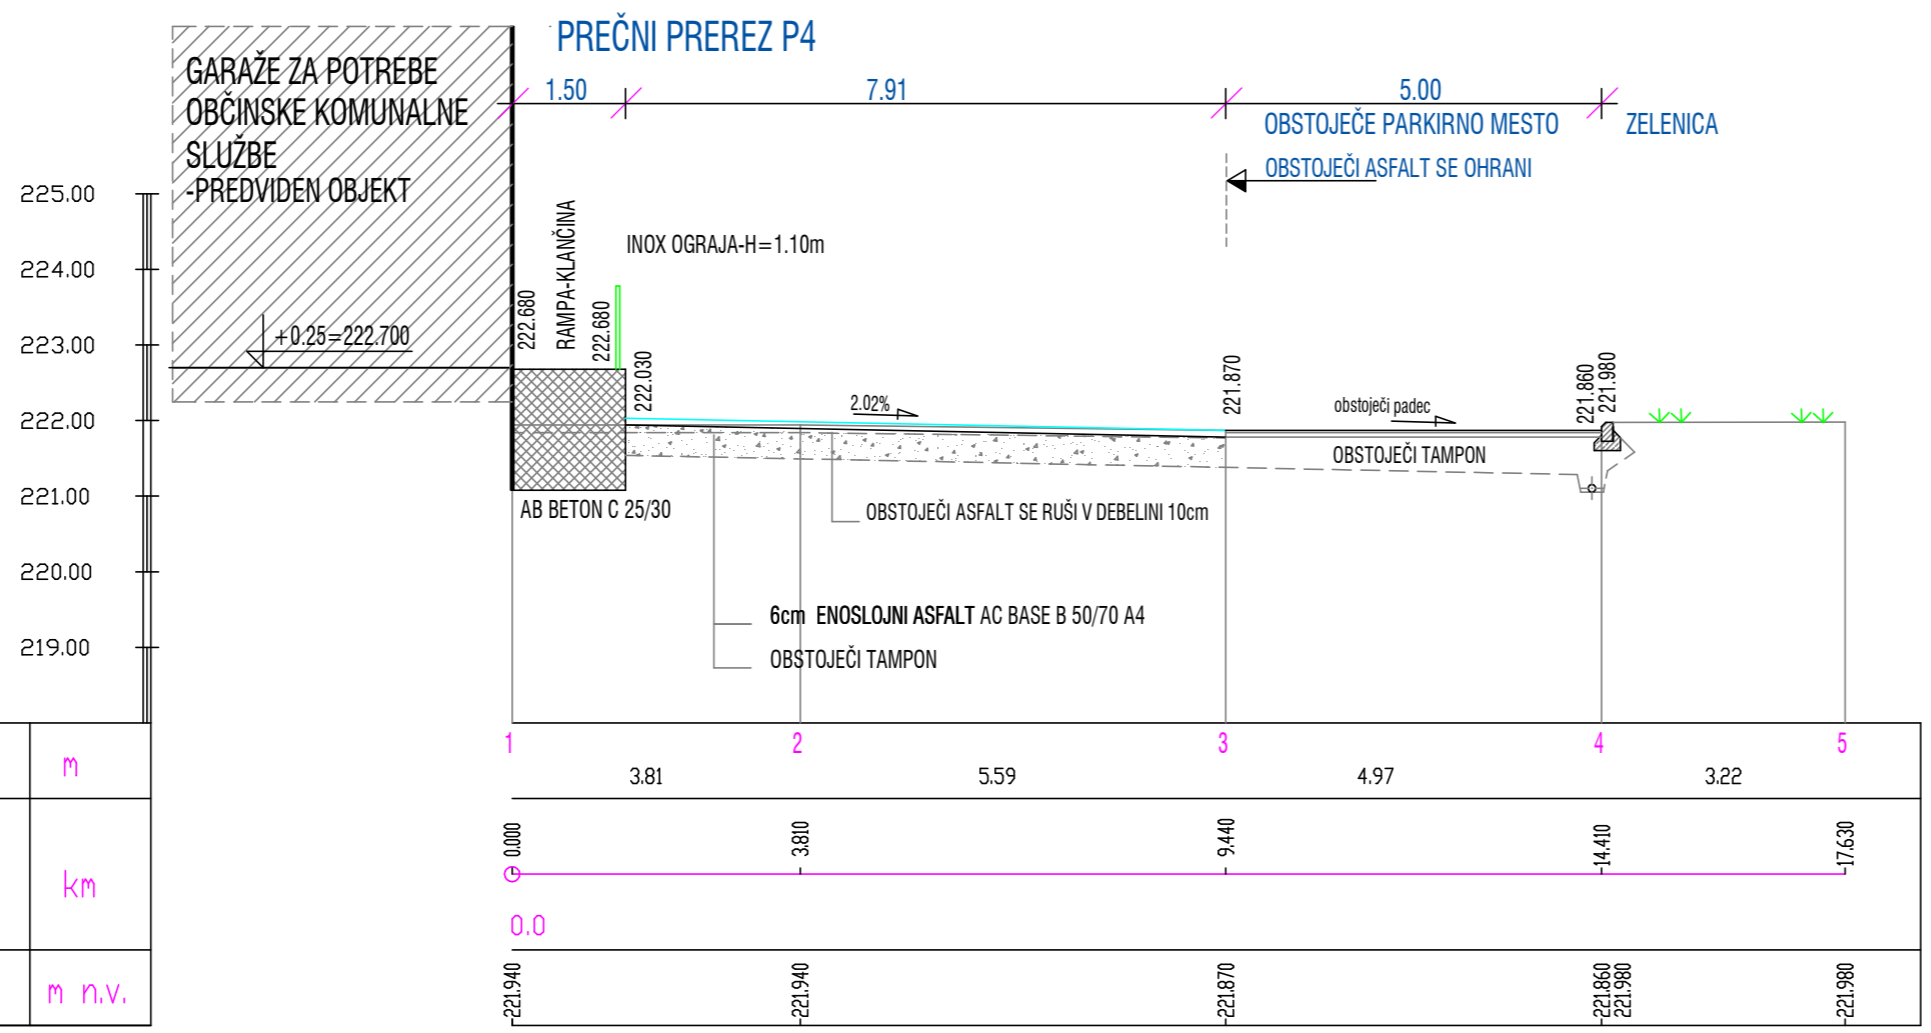 PREČNI PREREZ P4
GARAŽE ZA POTREBE
OBČINSKE KOMUNALNE
SLUŽBE
-PREDVIDEN OBJEKT
1.50
7.91
5.00
OBSTOJEČE PARKIRNO MESTO
ZELENICA
OBSTOJEČI ASFALT SE OHRANI
225.00
224.00
223.00
222.00
221.00
220.00
219.00
+0.25=222.700
222.680
RAMPA-KLANČINA
222.680
INOX OGRAJA-H=1.10m
222.030
2.02%
221.870
obstoječi padec
221.860
221.980
OBSTOJEČI TAMPON
AB BETON C 25/30
OBSTOJEČI ASFALT SE RUŠI V DEBELINI 10cm
6cm ENOSLOJNI ASFALT AC BASE B 50/70 A4
OBSTOJEČI TAMPON
1
2
3
4
5
m
3.81
5.59
4.97
3.22
km
0.000
3.810
9.440
14.410
17.630
0.0
m n.v.
221.940
221.940
221.870
221.860
221.980
221.980